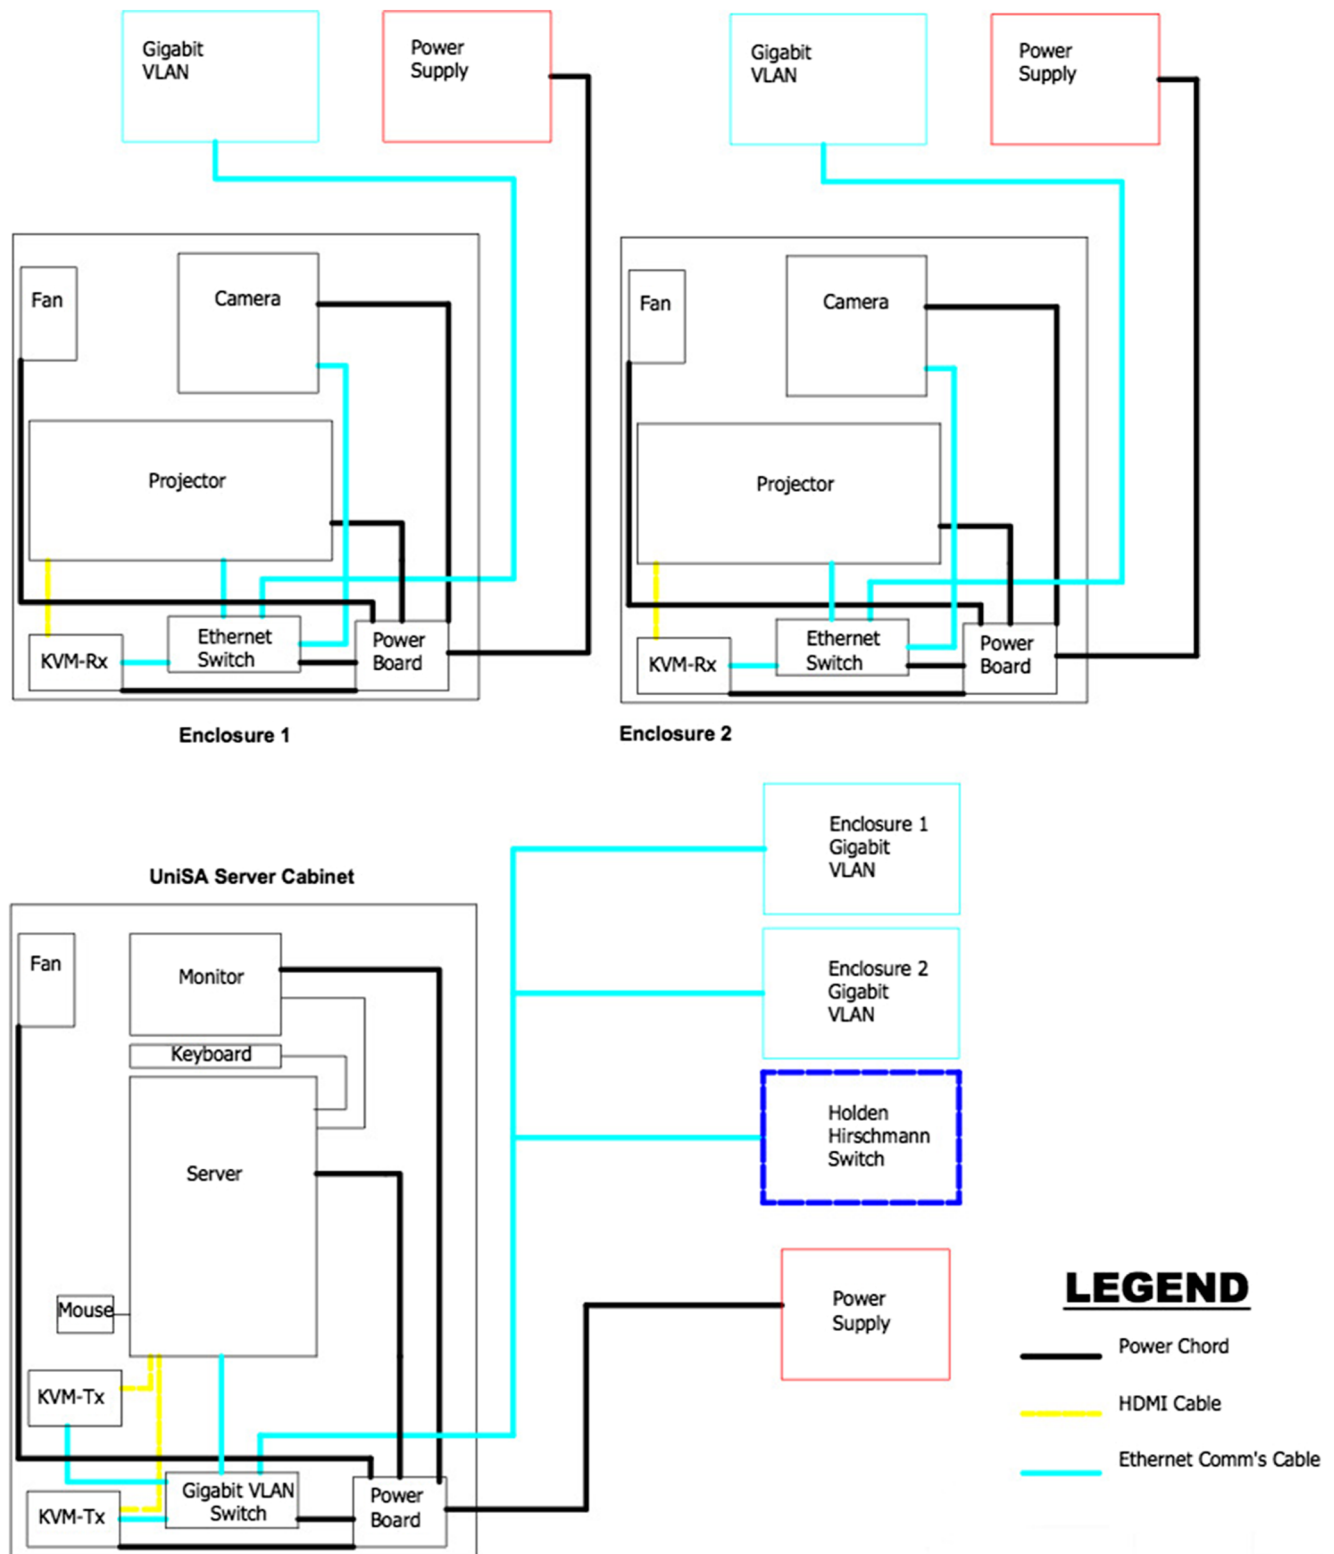 Gigabit
VLAN
Power
Supply
Gigabit
VLAN
Power
Supply
Fan
Camera
Projector
KVM-Rx
Ethernet
Switch
Power
Board
Enclosure 1
Fan
Camera
Projector
KVM-Rx
Ethernet
Switch
Power
Board
Enclosure 2
UniSA Server Cabinet
Fan
Monitor
Keyboard
Server
Mouse
KVM-Tx
KVM-Tx
Gigabit VLAN
Switch
Power
Board
Enclosure 1
Gigabit
VLAN
Enclosure 2
Gigabit
VLAN
Holden
Hirschmann
Switch
Power
Supply
LEGEND
Power Chord
HDMI Cable
Ethernet Comm's Cable